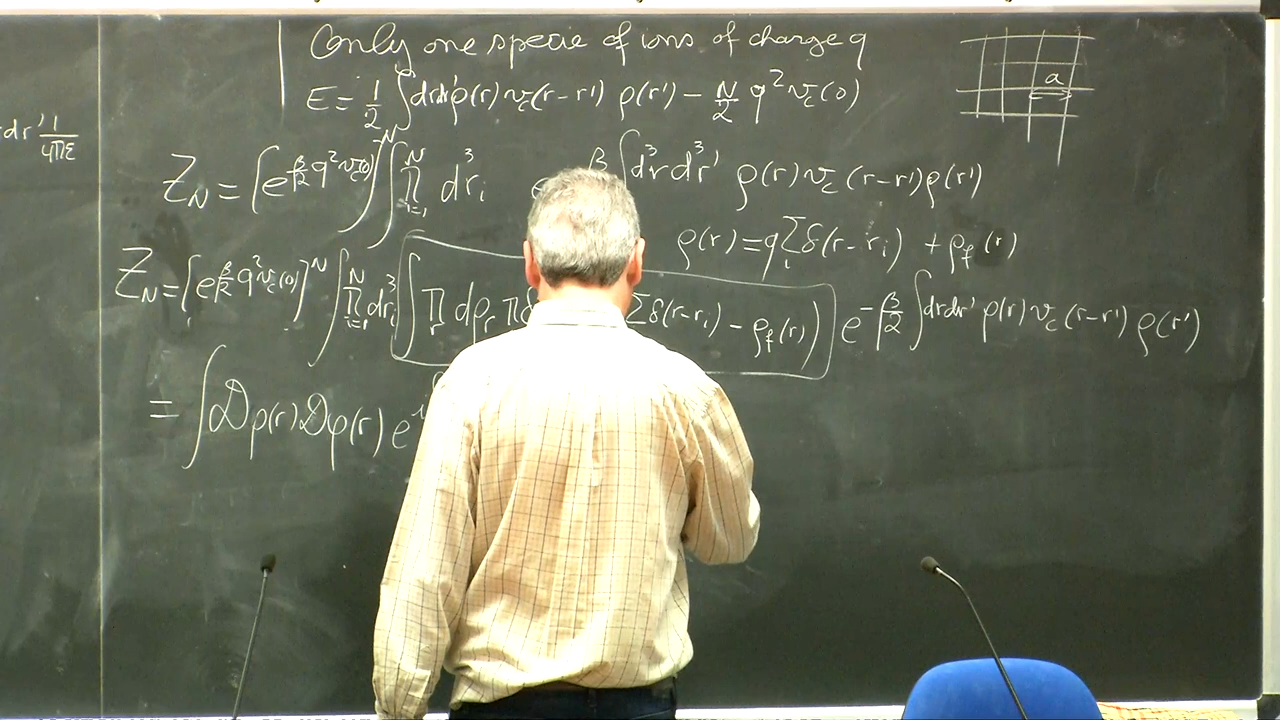 Only one specie of ions of charge q
E = 1/2 ∫ dr dr' ρ(r) v_c(r-r') ρ(r') - N/2 q² v_c(0)
a
dr' 1/4πε
Z_N = (e^{β/2 q² v_c(0)})^N ∫ ∏_{i=1}^N d³r_i e β ∫ d³r d³r' ρ(r) v_c(r-r') ρ(r')
ρ(r) = q Σ_i δ(r-r_i) + ρ_f(r)
Z_N = [e^{β/2 q² v_c(0)}]^N ∫ ∏_{i=1}^N d³r_i ∫ ∏_r dρ_r ∏ δ Σ δ(r-r_i) - ρ_f(r)) e^{-β/2 ∫ dr dr' ρ(r) v_c(r-r') ρ(r')}
= ∫ Dρ(r) Dφ(r) e^{-i